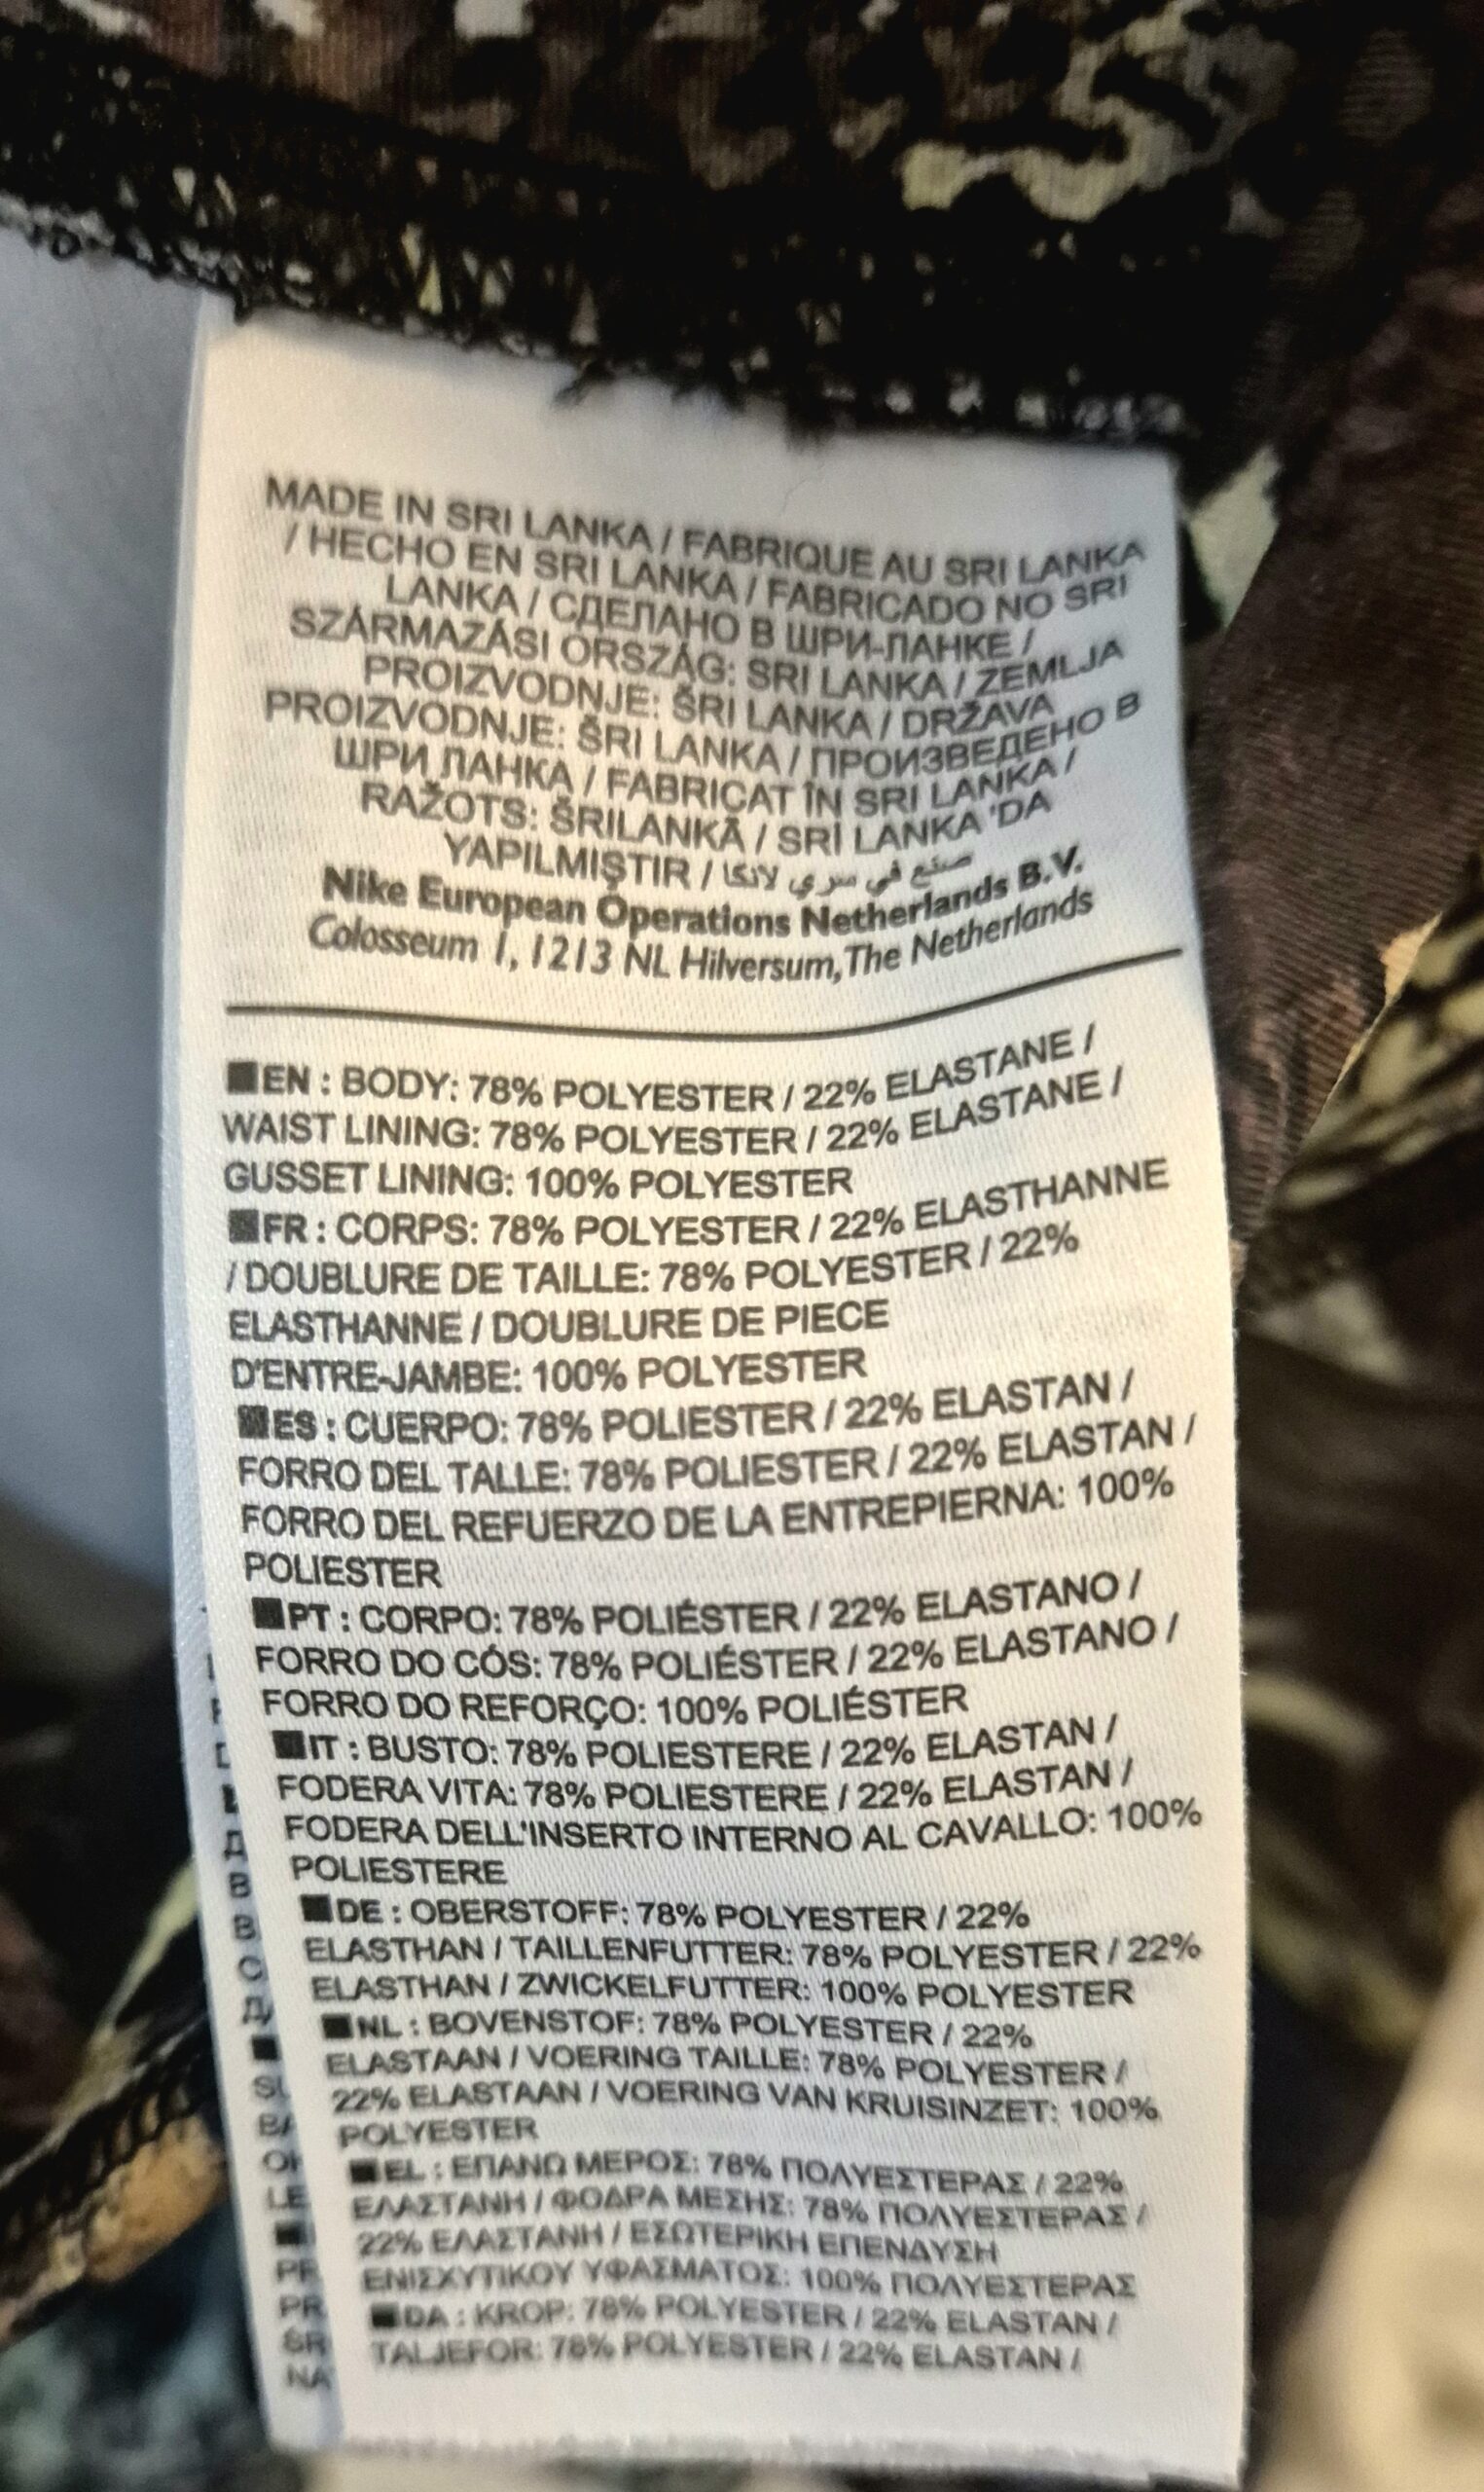 MADE IN SRI LANKA / FABRIQUE AU SRI LANKA
/ HECHO EN SRI LANKA / FABRICADO NO SRI
LANKA / СДЕЛАНО В ШРИ-ЛАНКЕ /
SZÁRMAZÁSI ORSZÁG: SRI LANKA / ZEMLJA
PROIZVODNJE: ŠRI LANKA / DRŽAVA
PROIZVODNJE: ŠRI LANKA / ПРОИЗВЕДЕНО В
ШРИ ЛАНКА / FABRICAT ÎN SRI LANKA /
RAŽOTS: ŠRILANKĀ / SRİ LANKA 'DA
YAPILMIŞTIR / صنع في سري لانكا
Nike European Operations Netherlands B.V.
Colosseum 1, 1213 NL Hilversum, The Netherlands
EN : BODY: 78% POLYESTER / 22% ELASTANE /
WAIST LINING: 78% POLYESTER / 22% ELASTANE /
GUSSET LINING: 100% POLYESTER
FR : CORPS: 78% POLYESTER / 22% ELASTHANNE
/ DOUBLURE DE TAILLE: 78% POLYESTER / 22%
ELASTHANNE / DOUBLURE DE PIECE
D'ENTRE-JAMBE: 100% POLYESTER
ES : CUERPO: 78% POLIESTER / 22% ELASTAN /
FORRO DEL TALLE: 78% POLIESTER / 22% ELASTAN /
FORRO DEL REFUERZO DE LA ENTREPIERNA: 100%
POLIESTER
PT : CORPO: 78% POLIÉSTER / 22% ELASTANO /
FORRO DO CÓS: 78% POLIÉSTER / 22% ELASTANO /
FORRO DO REFORÇO: 100% POLIÉSTER
IT : BUSTO: 78% POLIESTERE / 22% ELASTAN /
FODERA VITA: 78% POLIESTERE / 22% ELASTAN /
FODERA DELL'INSERTO INTERNO AL CAVALLO: 100%
POLIESTERE
DE : OBERSTOFF: 78% POLYESTER / 22%
ELASTHAN / TAILLENFUTTER: 78% POLYESTER / 22%
ELASTHAN / ZWICKELFUTTER: 100% POLYESTER
NL : BOVENSTOF: 78% POLYESTER / 22%
ELASTAAN / VOERING TAILLE: 78% POLYESTER /
22% ELASTAAN / VOERING VAN KRUISINZET: 100%
POLYESTER
EL : ΕΠΑΝΩ ΜΕΡΟΣ: 78% ΠΟΛΥΕΣΤΕΡΑΣ / 22%
ΕΛΑΣΤΑΝΗ / ΦΟΔΡΑ ΜΕΣΗΣ: 78% ΠΟΛΥΕΣΤΕΡΑΣ /
22% ΕΛΑΣΤΑΝΗ / ΕΣΩΤΕΡΙΚΗ ΕΠΕΝΔΥΣΗ
ΕΝΙΣΧΥΤΙΚΟΥ ΥΦΑΣΜΑΤΟΣ: 100% ΠΟΛΥΕΣΤΕΡΑΣ
DA : KROP: 78% POLYESTER / 22% ELASTAN /
TALJEFOR: 78% POLYESTER / 22% ELASTAN /